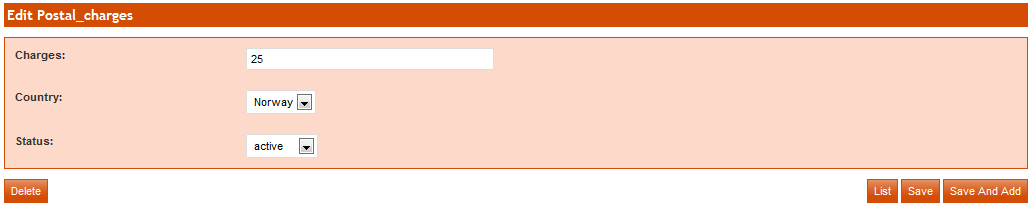 Edit Postal_charges
Charges: 25
Country: Norway
Status: active
Delete List Save Save And Add